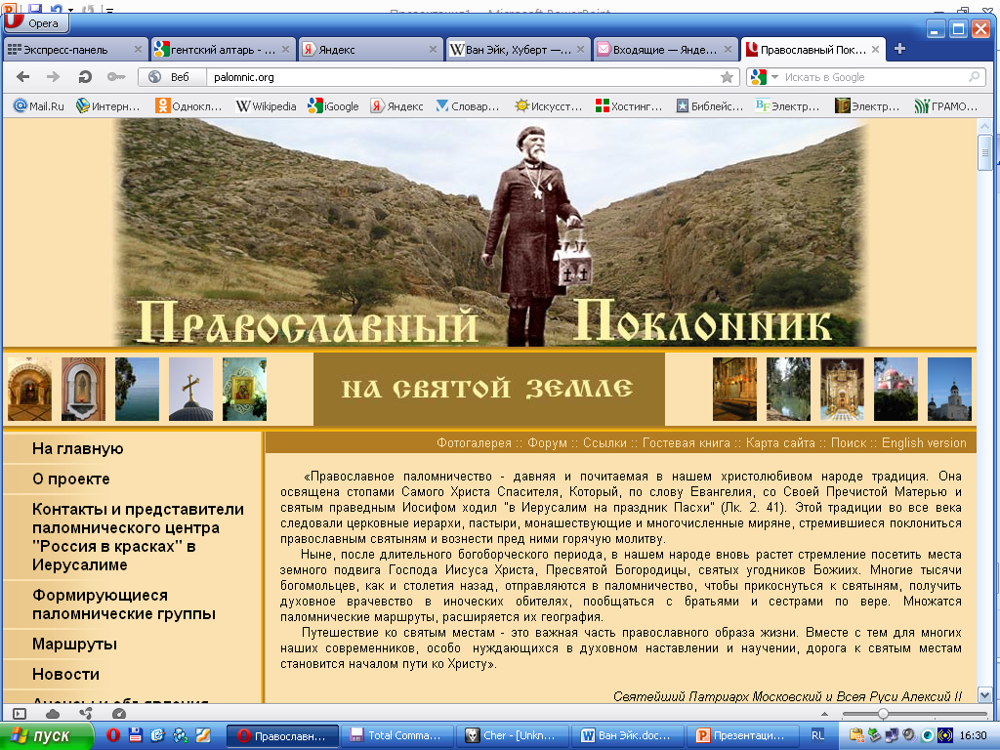 Презентация1 - Microsoft PowerPoint
Opera
Экспресс-панель
гентский алтарь - ...
Яндекс
Ван Эйк, Хуберт —...
Входящие — Янде...
Православный Пок...
Веб
palomnic.org
Искать в Google
Mail.Ru
Интерн...
Однокл...
Wikipedia
iGoogle
Яндекс
Словар...
Искусст...
Хостинг...
Библейс...
Электр...
Электр...
ГРАМО...
Православный Поклонник
на святой земле
На главную
О проекте
Контакты и представители
паломнического центра
"Россия в красках" в
Иерусалиме
Формирующиеся
паломнические группы
Маршруты
Новости
Анонсы и объявления
Фотогалерея :: Форум :: Ссылки :: Гостевая книга :: Карта сайта :: Поиск :: English version
«Православное паломничество - давняя и почитаемая в нашем христолюбивом народе традиция. Она
освящена стопами Самого Христа Спасителя, Который, по слову Евангелия, со Своей Пречистой Матерью и
святым праведным Иосифом ходил "в Иерусалим на праздник Пасхи" (Лк. 2. 41). Этой традиции во все века
следовали церковные иерархи, пастыри, монашествующие и многочисленные миряне, стремившиеся поклониться
православным святыням и вознести пред ними горячую молитву.
Ныне, после длительного богоборческого периода, в нашем народе вновь растет стремление посетить места
земного подвига Господа Иисуса Христа, Пресвятой Богородицы, святых угодников Божиих. Многие тысячи
богомольцев, как и столетия назад, отправляются в паломничество, чтобы прикоснуться к святыням, получить
духовное врачевство в иноческих обителях, пообщаться с братьями и сестрами по вере. Множатся
паломнические маршруты, расширяется их география.
Путешествие ко святым местам - это важная часть православного образа жизни. Вместе с тем для многих
наших современников, особо нуждающихся в духовном наставлении и научении, дорога к святым местам
становится началом пути ко Христу».
Святейший Патриарх Московский и Всея Руси Алексий II
пуск
Православн...
Total Comma...
Cher - [Unkn...
Ван Эйк.doc...
Презентаци...
RL
16:30